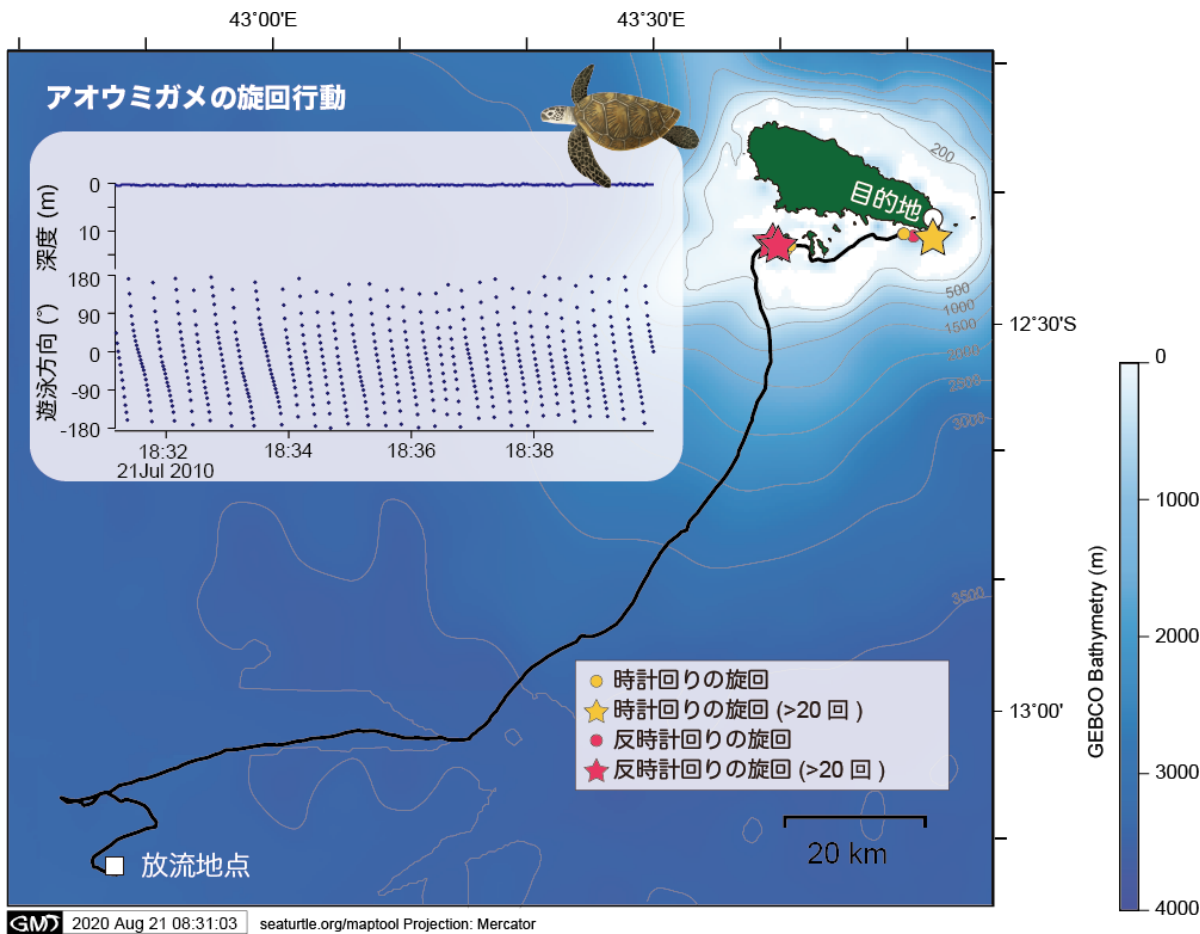 43°00'E
43°30'E
アオウミガメの旋回行動
0
10
深度 (m)
180
90
0
-90
-180
遊泳方向 (°)
18:32
18:34
18:36
18:38
21Jul 2010
200
目的地
500
1000
1500
2000
2500
3000
3500
12°30'S
13°00'
時計回りの旋回
時計回りの旋回 (>20 回 )
反時計回りの旋回
反時計回りの旋回 (>20 回 )
20 km
放流地点
0
1000
2000
3000
4000
GEBCO Bathymetry (m)
GMT 2020 Aug 21 08:31:03 seaturtle.org/maptool Projection: Mercator